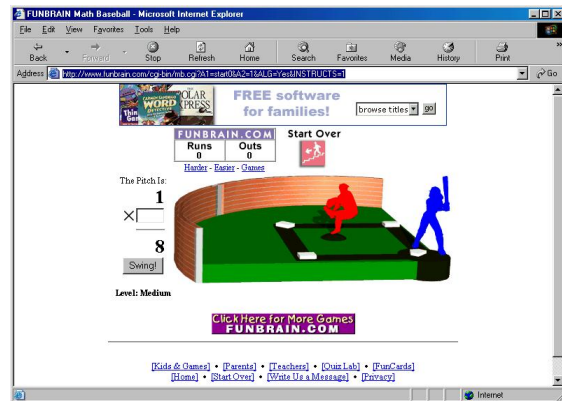 FUNBRAIN Math Baseball - Microsoft Internet Explorer
File Edit View Favorites Tools Help
Back Forward Stop Refresh Home Search Favorites Media History Print
Address http://www.funbrain.com/cgi-bin/mb.cgi?A1=start0&A2=1&ALG=Yes&INSTRUCTS=1 Go
WORD
OLAR
XPRESS
Thin
FREE software
for families!
browse titles go
FUNBRAIN.COM
Runs Outs
0 0
Start Over
Harder - Easier - Games
The Pitch Is:
1
×
8
Swing!
Level: Medium
Click Here for More Games
FUNBRAIN.COM
[Kids & Games] • [Parents] • [Teachers] • [Quiz Lab] • [FunCards]
[Home] • [Start Over] • [Write Us a Message] • [Privacy]
Internet